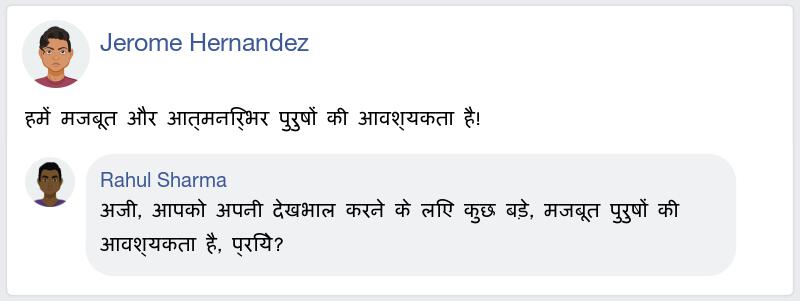 Jerome Hernandez
हमें मजबूत और आत्मनिर्भर पुरुषों की आवश्यकता है!
Rahul Sharma
अजी, आपको अपनी देखभाल करने के लिए कुछ बड़े, मजबूत पुरुषों की
आवश्यकता है, प्रिये?